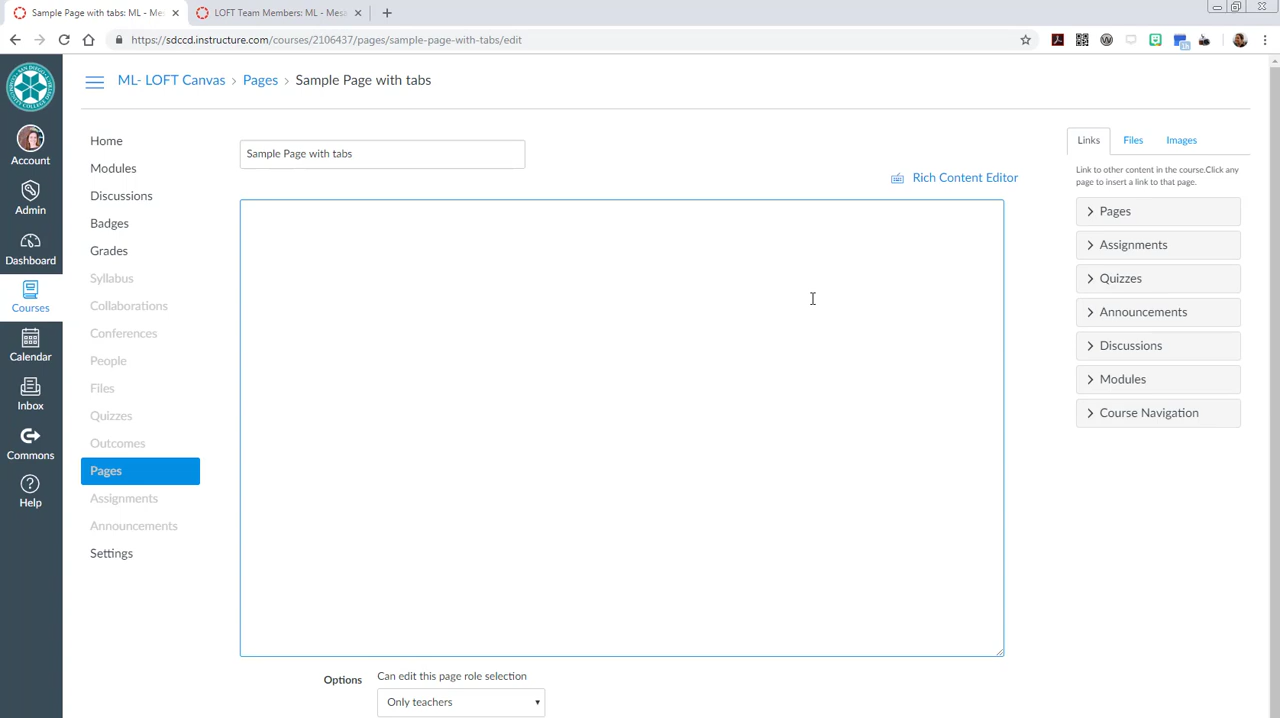 Sample Page with tabs: ML - Mes
LOFT Team Members: ML - Mesa
https://sdccd.instructure.com/courses/2106437/pages/sample-page-with-tabs/edit
ML- LOFT Canvas > Pages > Sample Page with tabs
Account
Admin
Dashboard
Courses
Calendar
Inbox
Commons
Help
Home
Modules
Discussions
Badges
Grades
Syllabus
Collaborations
Conferences
People
Files
Quizzes
Outcomes
Pages
Assignments
Announcements
Settings
Sample Page with tabs
Rich Content Editor
Options
Can edit this page role selection
Only teachers
Links Files Images
Link to other content in the course.Click any
page to insert a link to that page.
Pages
Assignments
Quizzes
Announcements
Discussions
Modules
Course Navigation